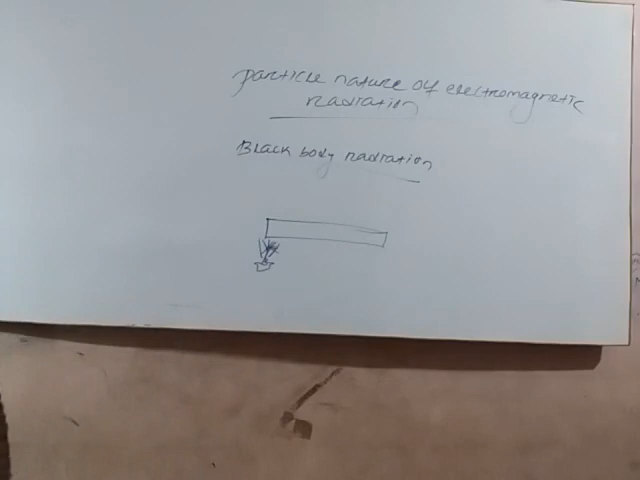 particle nature of electromagnetic
radiation
Black body radiation